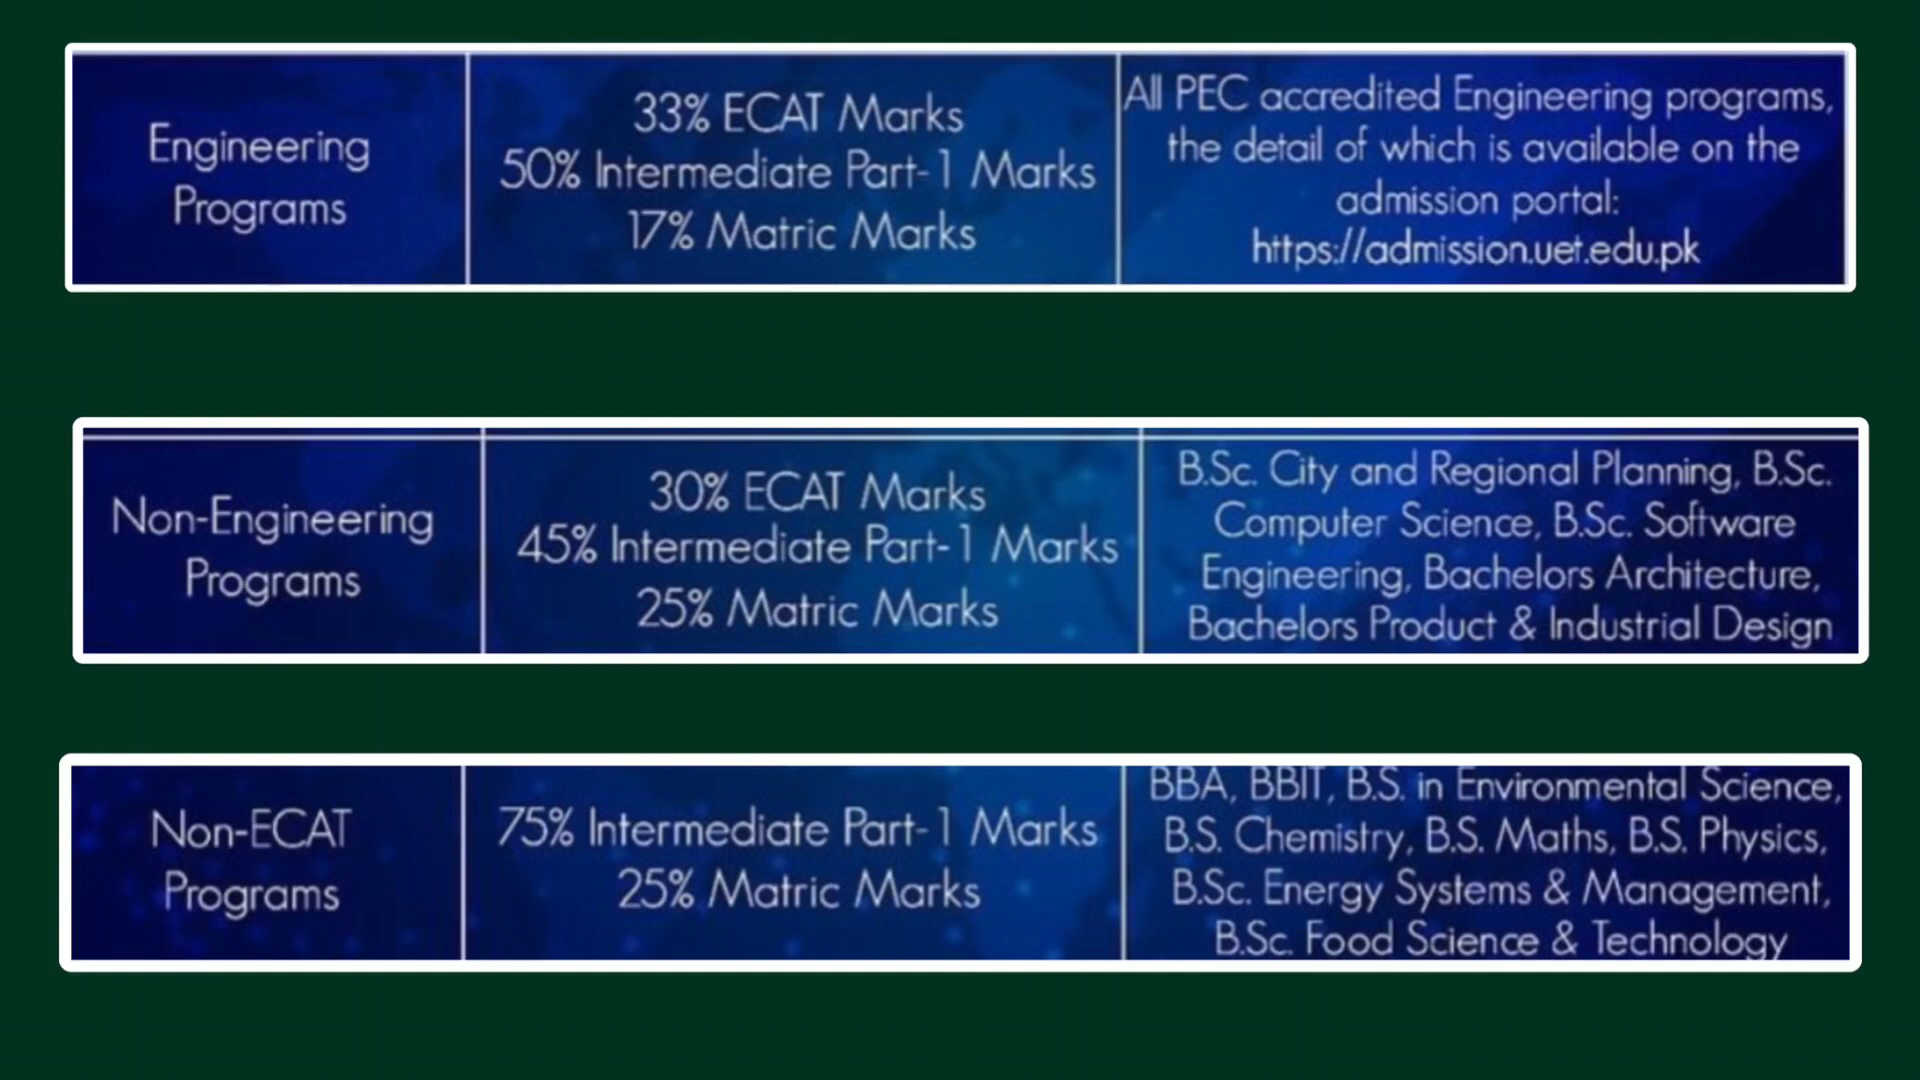 Engineering
Programs
33% ECAT Marks
50% Intermediate Part-1 Marks
17% Matric Marks
All PEC accredited Engineering programs,
the detail of which is available on the
admission portal:
https://admission.uet.edu.pk
Non-Engineering
Programs
30% ECAT Marks
45% Intermediate Part-1 Marks
25% Matric Marks
B.Sc. City and Regional Planning, B.Sc.
Computer Science, B.Sc. Software
Engineering, Bachelors Architecture,
Bachelors Product & Industrial Design
Non-ECAT
Programs
75% Intermediate Part-1 Marks
25% Matric Marks
BBA, BBIT, B.S. in Environmental Science,
B.S. Chemistry, B.S. Maths, B.S. Physics,
B.Sc. Energy Systems & Management,
B.Sc. Food Science & Technology